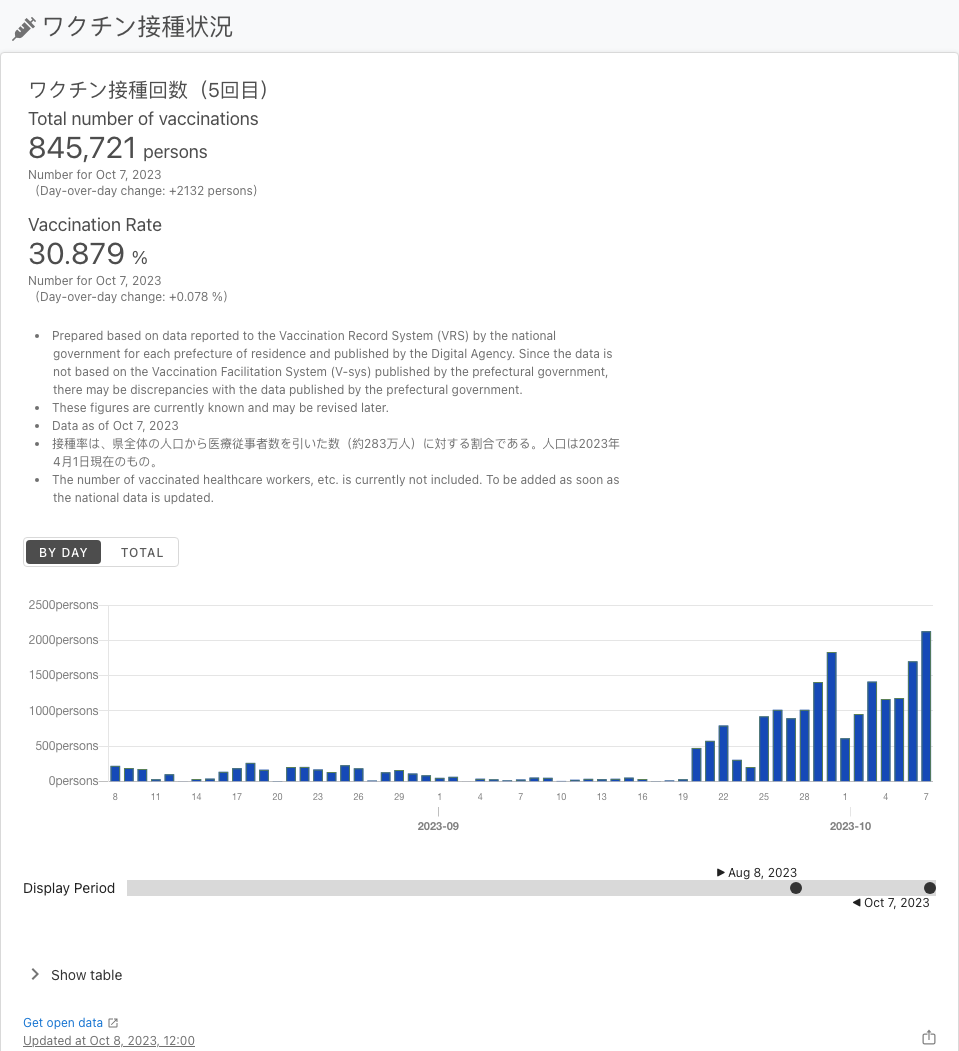 ワクチン接種状況
ワクチン接種回数（5回目）
Total number of vaccinations
845,721 persons
Number for Oct 7, 2023
（Day-over-day change: +2132 persons）
Vaccination Rate
30.879 %
Number for Oct 7, 2023
（Day-over-day change: +0.078 %）
• Prepared based on data reported to the Vaccination Record System (VRS) by the national
government for each prefecture of residence and published by the Digital Agency. Since the data is
not based on the Vaccination Facilitation System (V-sys) published by the prefectural government,
there may be discrepancies with the data published by the prefectural government.
• These figures are currently known and may be revised later.
• Data as of Oct 7, 2023
• 接種率は、県全体の人口から医療従事者数を引いた数（約283万人）に対する割合である。人口は2023年
4月1日現在のもの。
• The number of vaccinated healthcare workers, etc. is currently not included. To be added as soon as
the national data is updated.
BY DAY TOTAL
2500persons
2000persons
1500persons
1000persons
500persons
0persons
8 11 14 17 20 23 26 29 1 4 7 10 13 16 19 22 25 28 1 4 7
2023-09 2023-10
▶ Aug 8, 2023
Display Period
◀ Oct 7, 2023
Show table
Get open data
Updated at Oct 8, 2023, 12:00